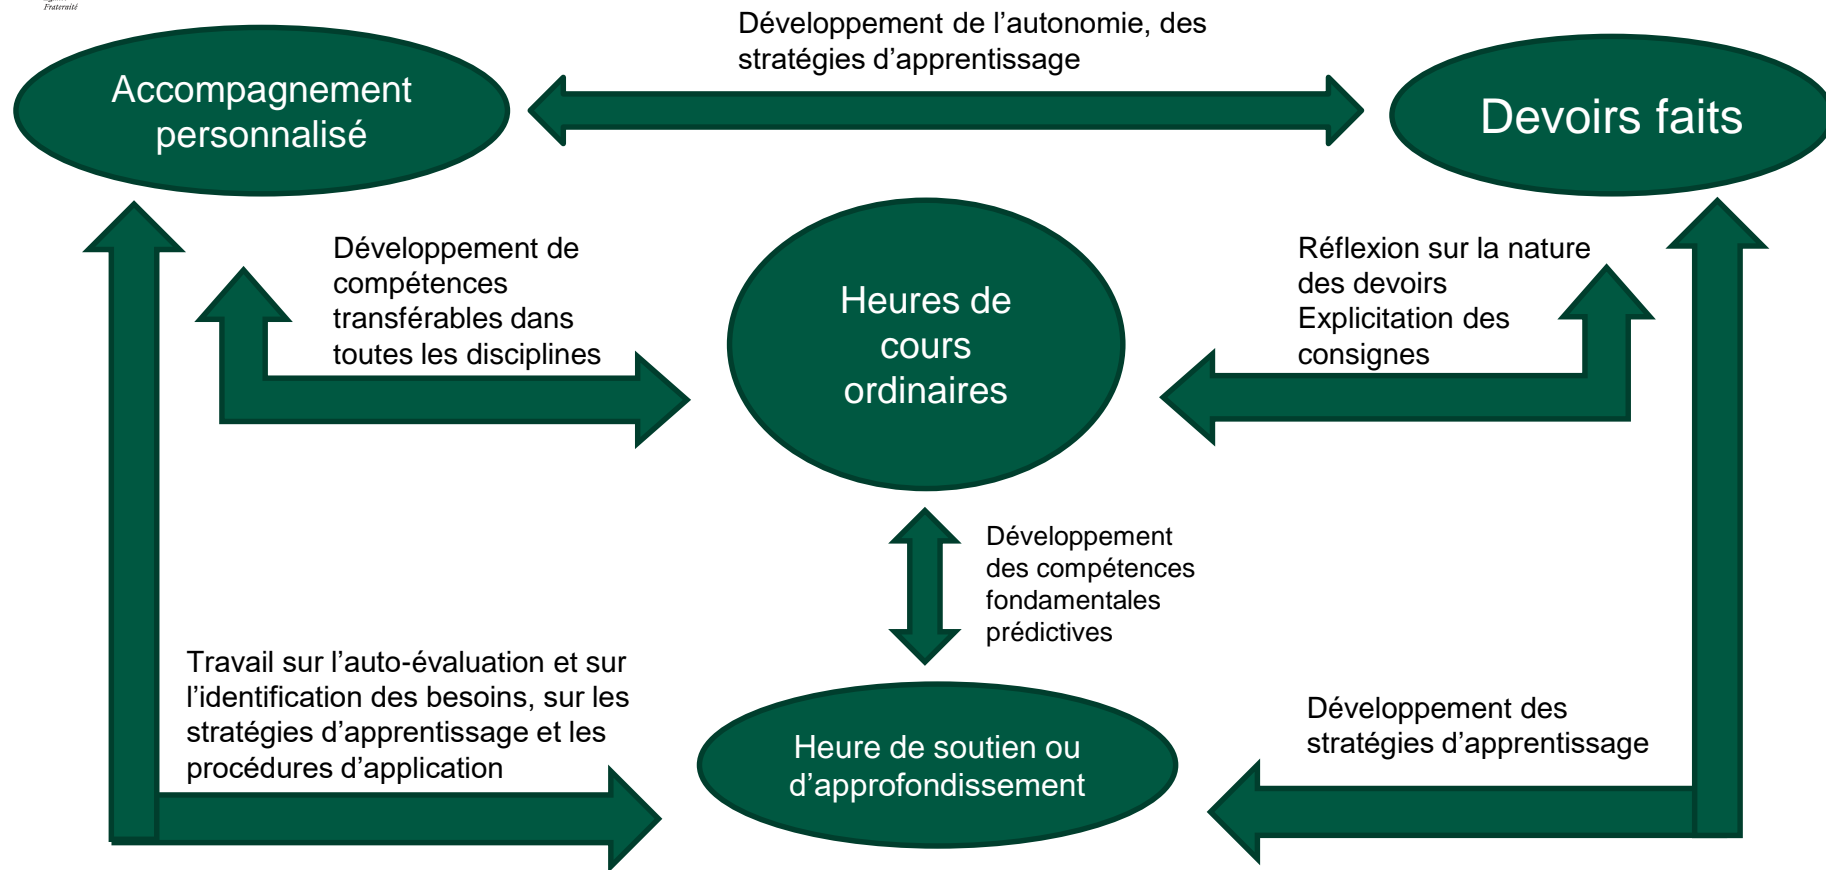 Fraternité
Développement de l’autonomie, des
stratégies d’apprentissage
Accompagnement
personnalisé
Devoirs faits
Développement de
compétences
transférables dans
toutes les disciplines
Heures de
cours
ordinaires
Réflexion sur la nature
des devoirs
Explicitation des
consignes
Développement
des compétences
fondamentales
prédictives
Travail sur l’auto-évaluation et sur
l’identification des besoins, sur les
stratégies d’apprentissage et les
procédures d’application
Heure de soutien ou
d’approfondissement
Développement des
stratégies d’apprentissage